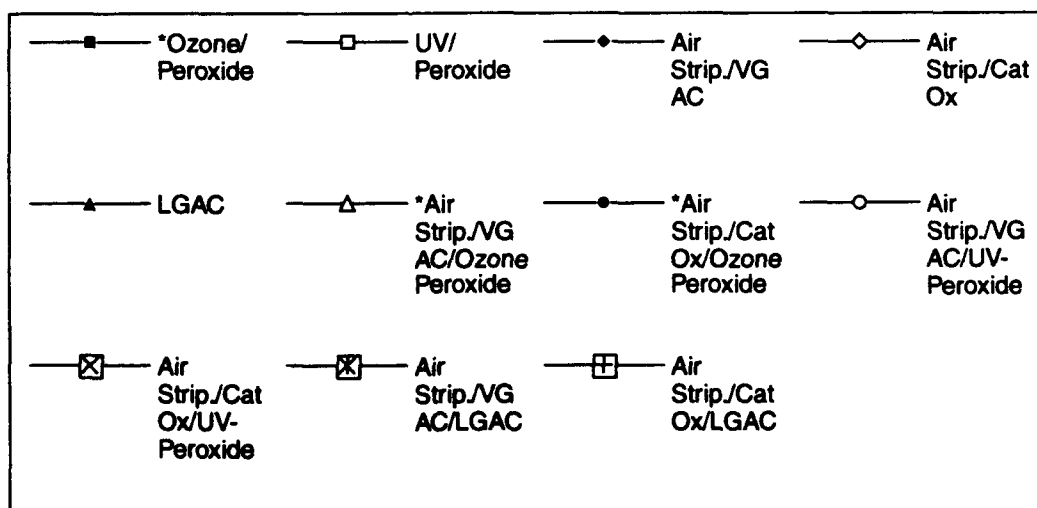 *Ozone/
Peroxide
UV/
Peroxide
Air
Strip./VG
AC
Air
Strip./Cat
Ox
LGAC
*Air
Strip./VG
AC/Ozone
Peroxide
*Air
Strip./Cat
Ox/Ozone
Peroxide
Air
Strip./VG
AC/UV-
Peroxide
Air
Strip./Cat
Ox/UV-
Peroxide
Air
Strip./VG
AC/LGAC
Air
Strip./Cat
Ox/LGAC